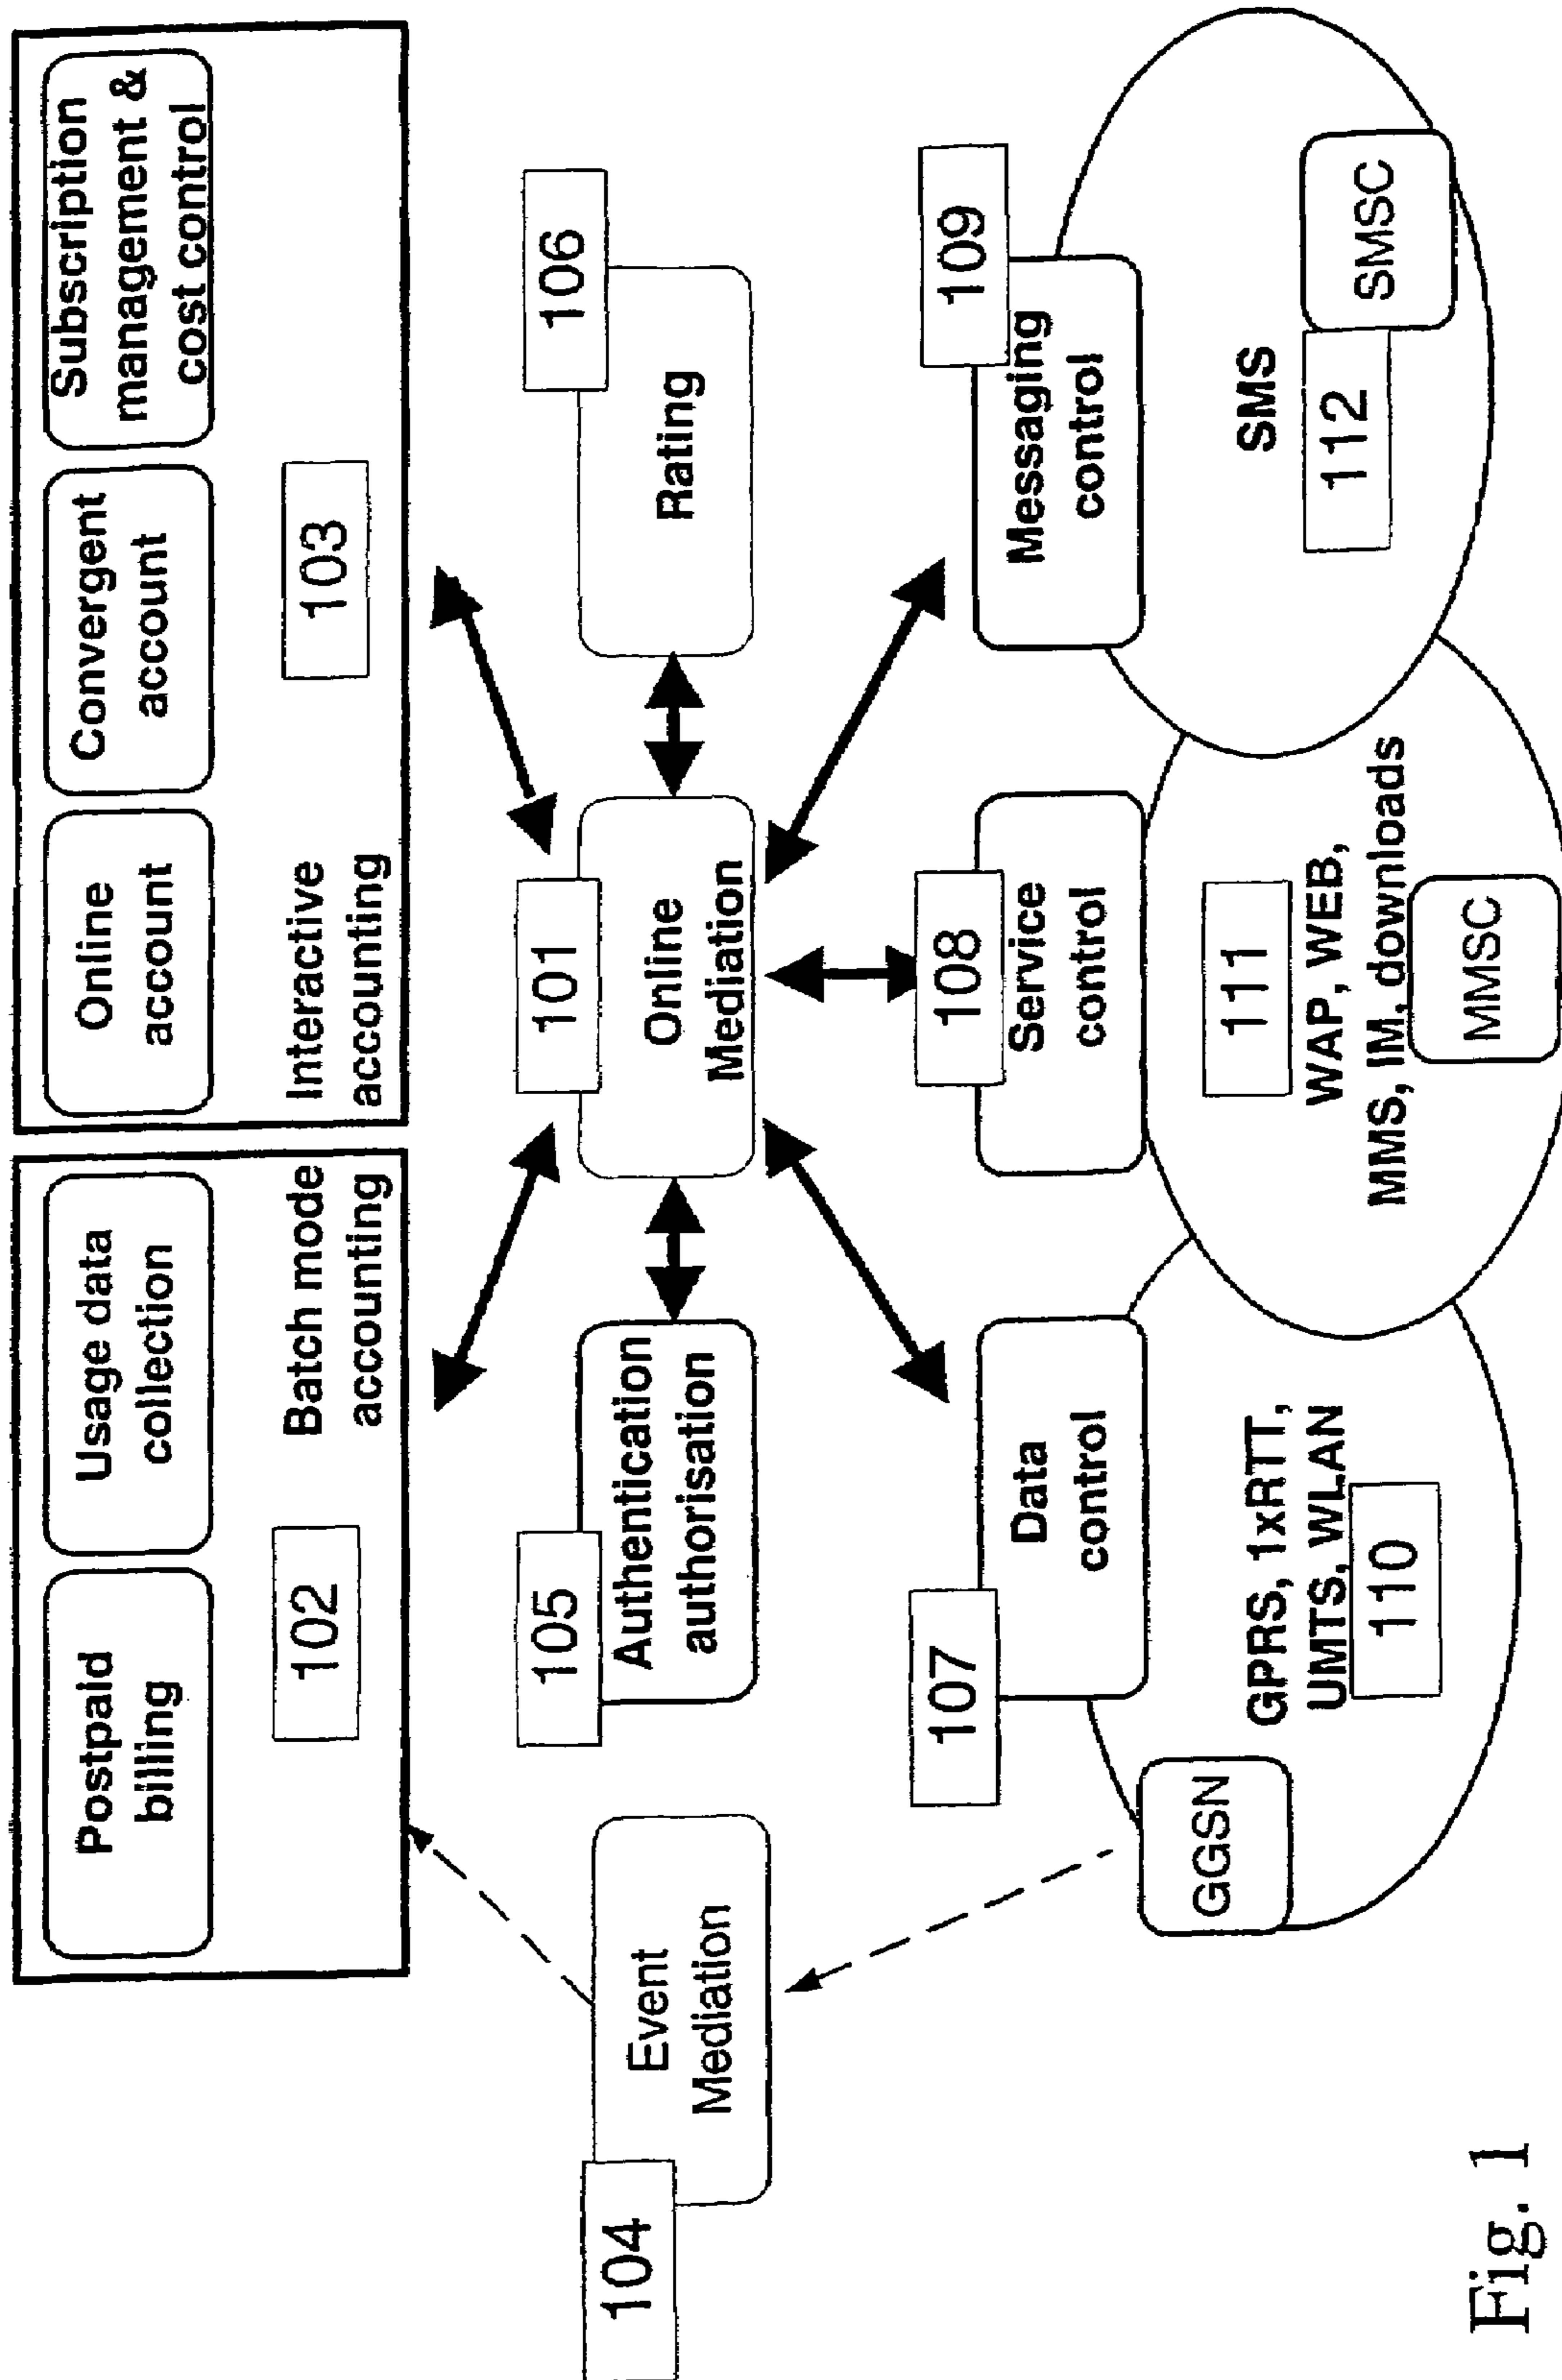 Postpaid
billing
Usage data
collection
102
Batch mode
accounting
Online
account
Convergent
account
Subscription
management &
cost control
Interactive
accounting
103
104
Event
Mediation
105
Authentication
authorisation
101
Online
Mediation
106
Rating
107
Data
control
108
Service
control
109
Messaging
control
GGSN
GPRS, 1xRTT,
UMTS, WLAN
110
111
WAP, WEB,
MMS, IM, downloads
MMSC
SMS
112
SMSC
Fig. 1